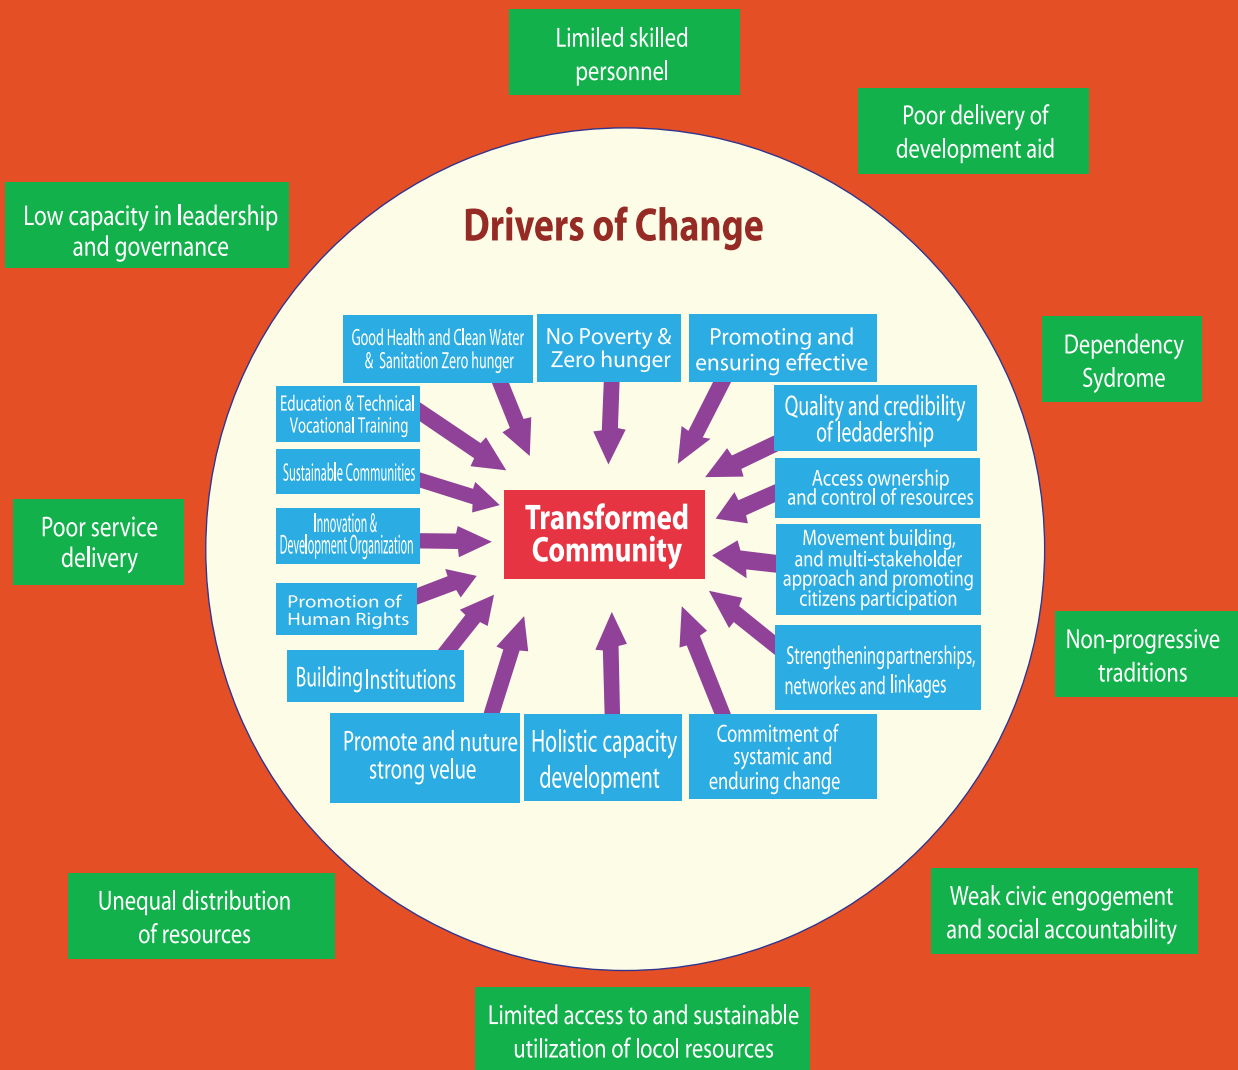 Limiled skilled
personnel
Poor delivery of
development aid
Low capacity in leadership
and governance
Drivers of Change
Good Health and Clean Water
& Sanitation Zero hunger
No Poverty &
Zero hunger
Promoting and
ensuring effective
Dependency
Sydrome
Education & Technical
Vocational Training
Quality and credibility
of ledadership
Sustainable Communities
Access ownership
and control of resources
Transformed
Community
Innovation &
Development Organization
Movement building,
and multi-stakeholder
approach and promoting
citizens participation
Poor service
delivery
Promotion of
Human Rights
Non-progressive
traditions
Building Institutions
Strengthening partnerships,
networkes and linkages
Promote and nuture
strong velue
Holistic capacity
development
Commitment of
systamic and
enduring change
Unequal distribution
of resources
Weak civic engogement
and social accountability
Limited access to and sustainable
utilization of locol resources